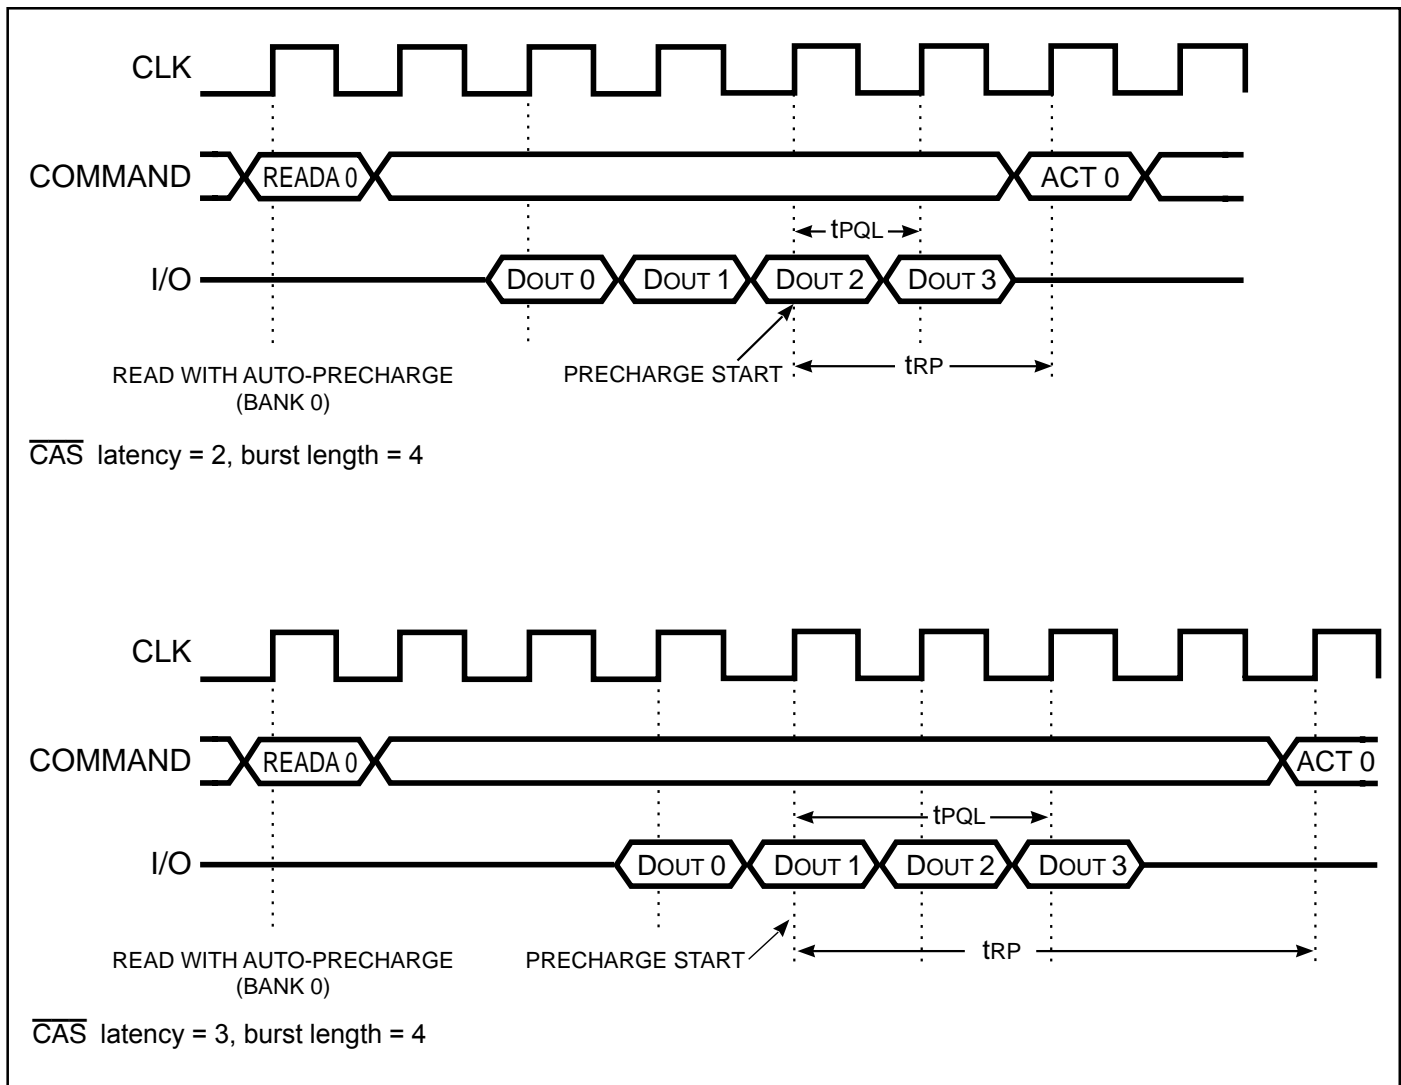 CLK
COMMAND READA 0 ACT 0
tPQL
I/O DOUT 0 DOUT 1 DOUT 2 DOUT 3
READ WITH AUTO-PRECHARGE
(BANK 0)
PRECHARGE START
tRP
CAS latency = 2, burst length = 4
CLK
COMMAND READA 0 ACT 0
tPQL
I/O DOUT 0 DOUT 1 DOUT 2 DOUT 3
READ WITH AUTO-PRECHARGE
(BANK 0)
PRECHARGE START
tRP
CAS latency = 3, burst length = 4